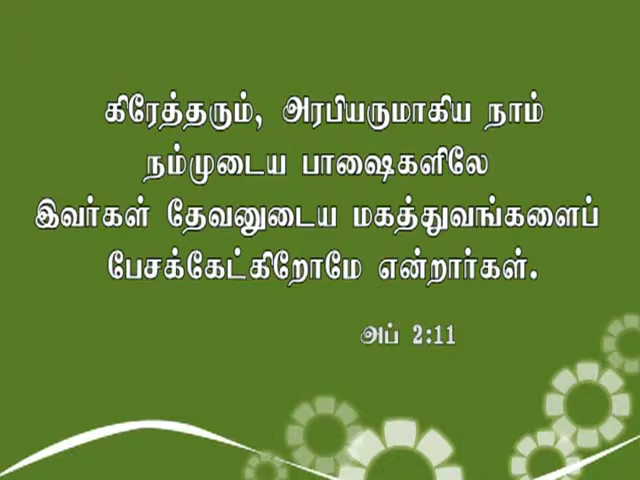 கிரேத்தரும், அரபியருமாகிய நாம்
நம்முடைய பாஷைகளிலே
இவர்கள் தேவனுடைய மகத்துவங்களைப்
பேசக்கேட்கிறோமே என்றார்கள்.
அப் 2:11